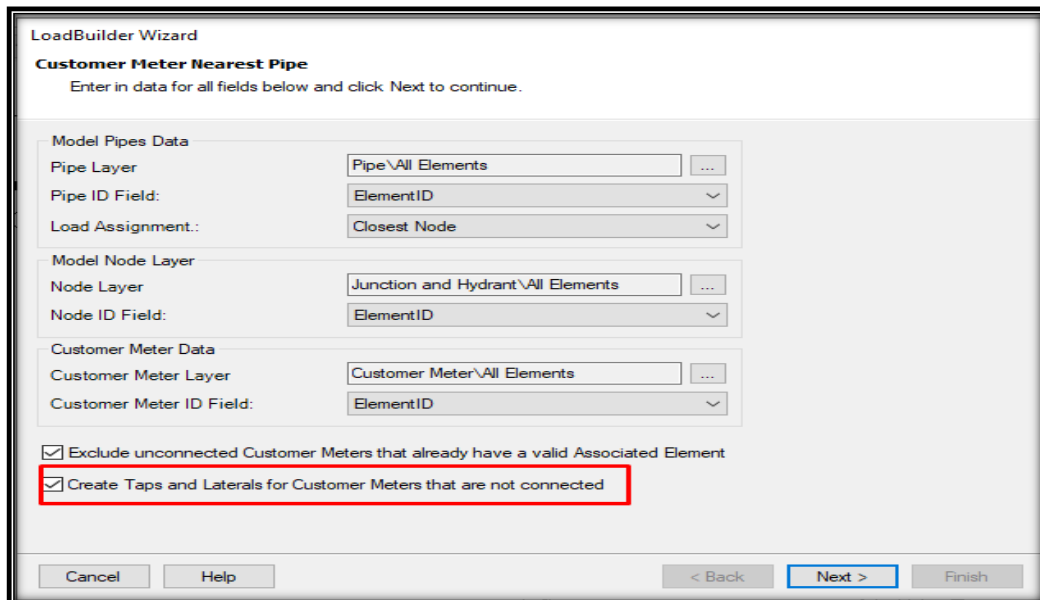 LoadBuilder Wizard
Customer Meter Nearest Pipe
Enter in data for all fields below and click Next to continue.
Model Pipes Data
Pipe Layer Pipe\All Elements ...
Pipe ID Field: ElementID
Load Assignment.: Closest Node
Model Node Layer
Node Layer Junction and Hydrant\All Elements ...
Node ID Field: ElementID
Customer Meter Data
Customer Meter Layer Customer Meter\All Elements ...
Customer Meter ID Field: ElementID
Exclude unconnected Customer Meters that already have a valid Associated Element
Create Taps and Laterals for Customer Meters that are not connected
Cancel Help < Back Next > Finish